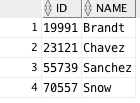 ID NAME
1 19991 Brandt
2 23121 Chavez
3 55739 Sanchez
4 70557 Snow